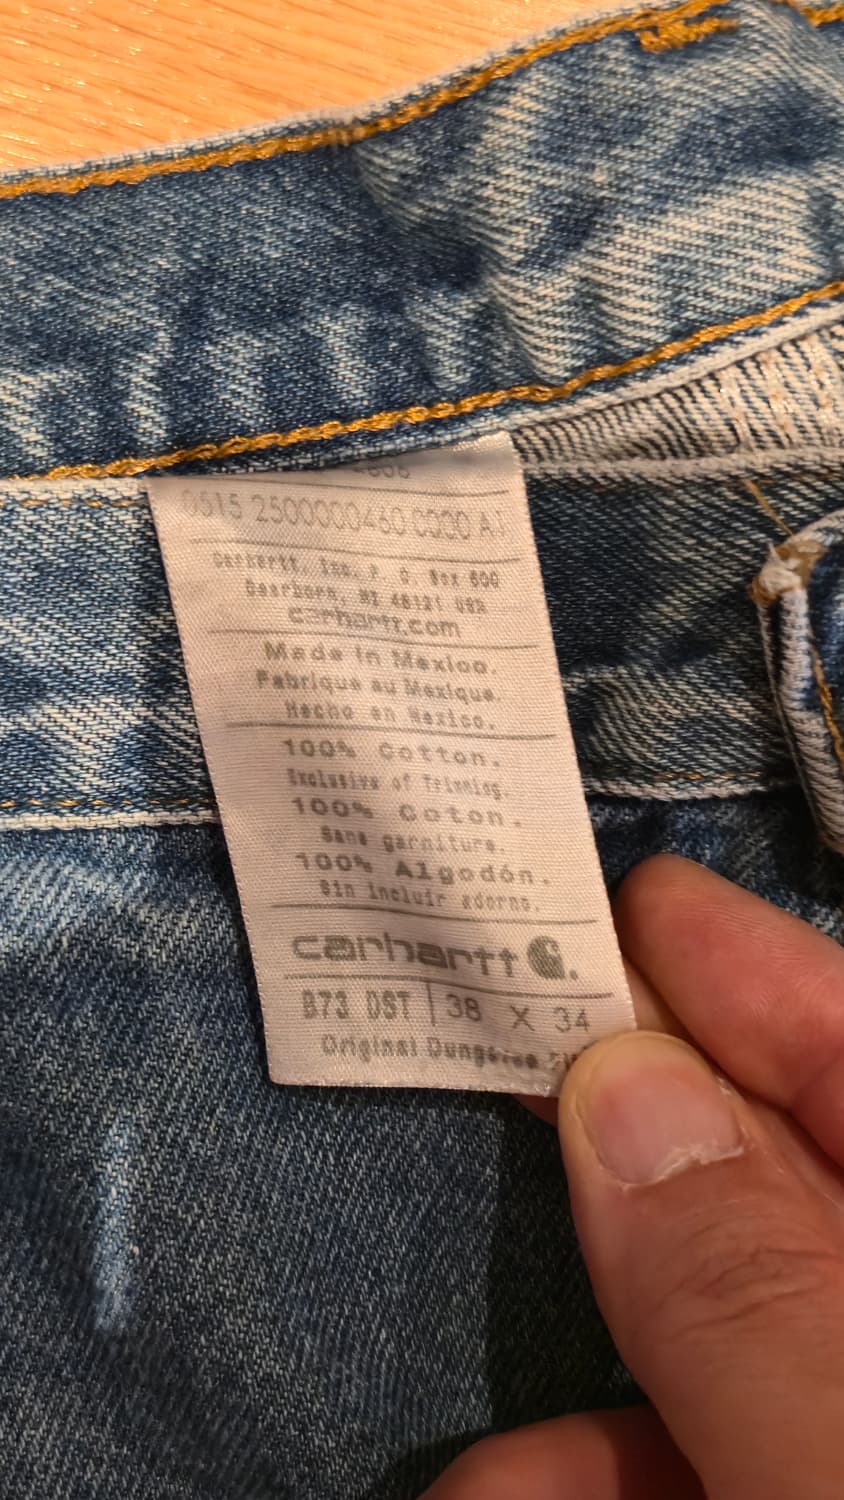 0615 2500000460 0000 A
Carhartt, Inc. P. O. Box 600
Dearborn, MI 48121 USA
carhartt.com
Made in Mexico.
Fabrique au Mexique.
Hecho en Mexico.
100% Cotton.
Exclusive of Trimming.
100% Coton.
Sans garniture.
100% Algodón.
Sin incluir adorno.
carhartt
B73 DST | 38 X 34
Original Dungaree